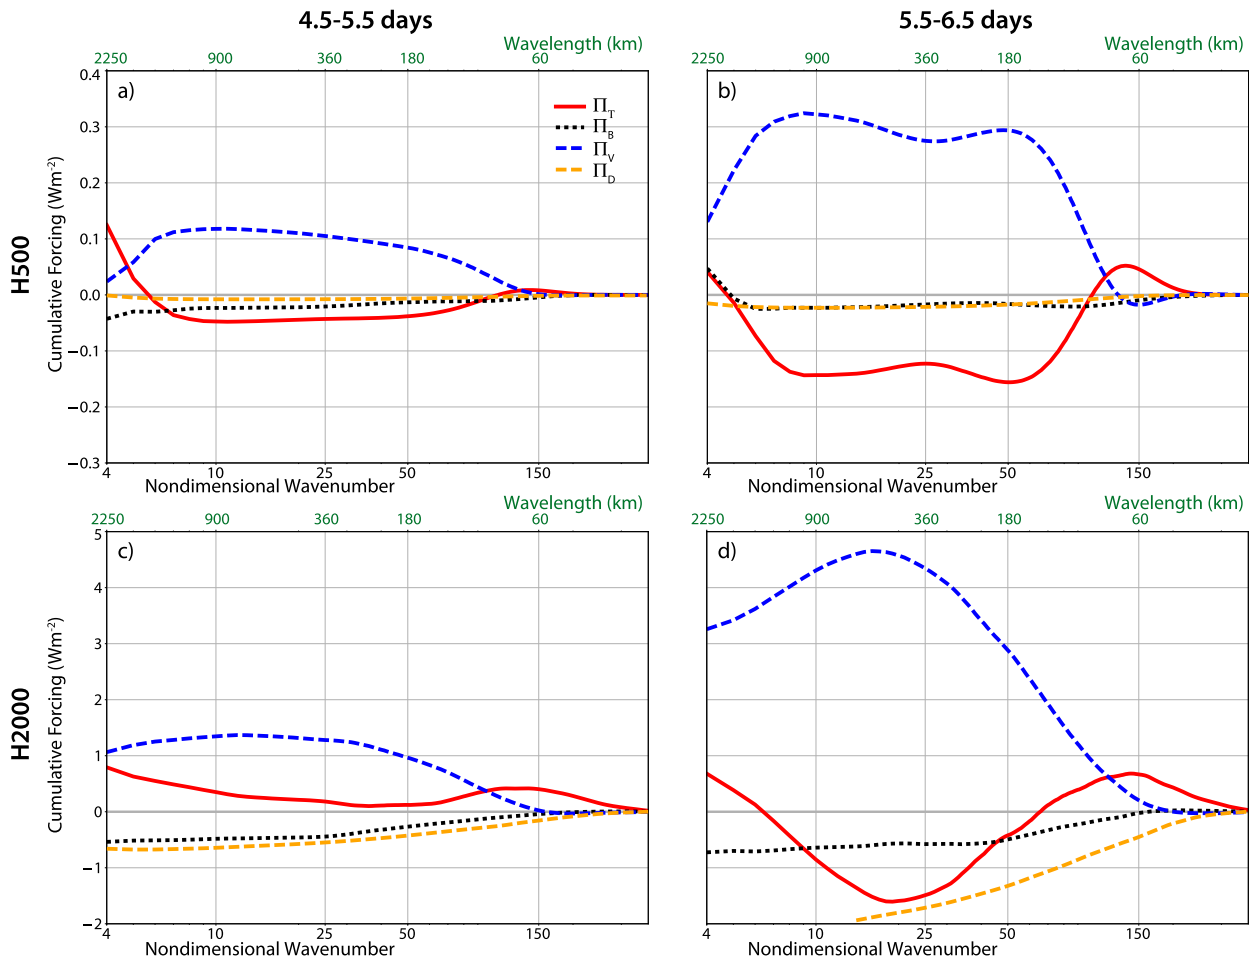 4.5-5.5 days 5.5-6.5 days
Wavelength (km) Wavelength (km)
2250 900 360 180 60 2250 900 360 180 60
H500
Cumulative Forcing (Wm-2)
0.4
0.3
0.2
0.1
0.0
−0.1
−0.2
−0.3
a)
ΠT
ΠB
ΠV
ΠD
b)
4 10 25 50 150 4 10 25 50 150
Nondimensional Wavenumber Nondimensional Wavenumber
Wavelength (km) Wavelength (km)
2250 900 360 180 60 2250 900 360 180 60
H2000
Cumulative Forcing (Wm-2)
5
4
3
2
1
0
−1
−2
c)
d)
4 10 25 50 150 4 10 25 50 150
Nondimensional Wavenumber Nondimensional Wavenumber